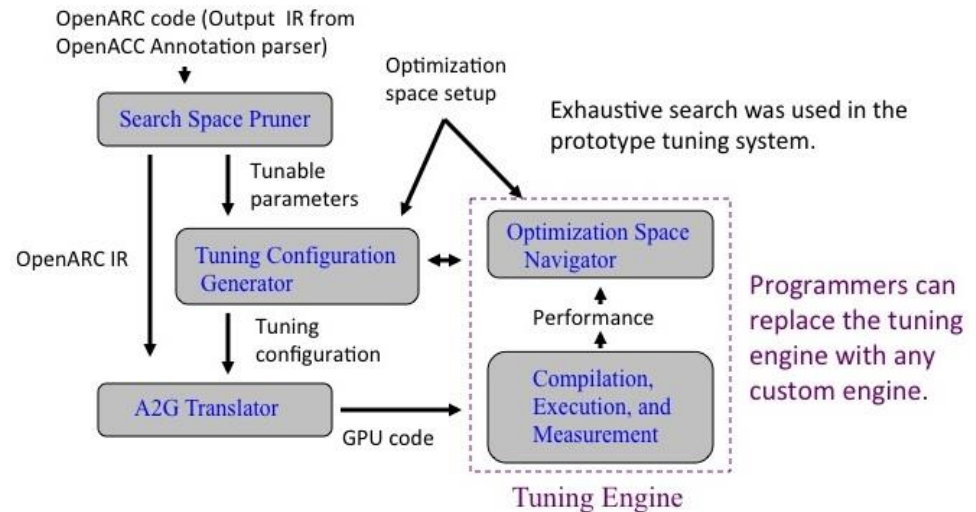 OpenARC code (Output IR from
OpenACC Annotation parser)
Search Space Pruner
Optimization
space setup
Exhaustive search was used in the
prototype tuning system.
Tunable
parameters
OpenARC IR
Tuning Configuration
Generator
Optimization Space
Navigator
Tuning
configuration
Performance
Programmers can
replace the tuning
engine with any
custom engine.
A2G Translator
GPU code
Compilation,
Execution, and
Measurement
Tuning Engine